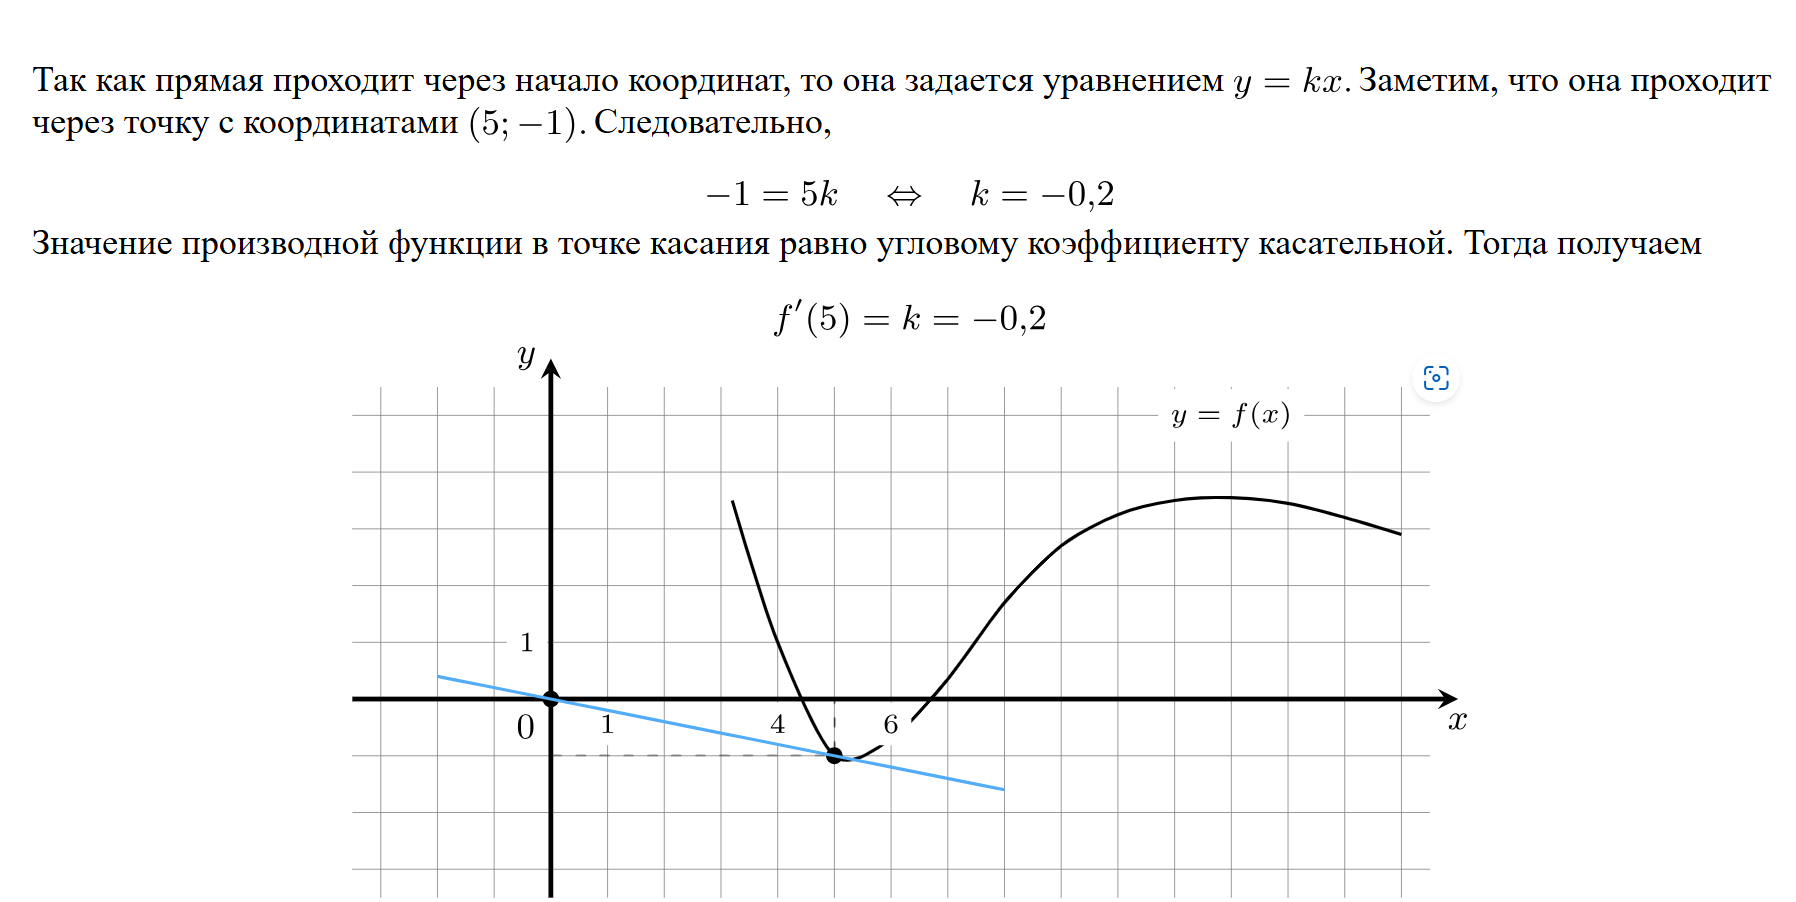 Так как прямая проходит через начало координат, то она задается уравнением y = kx. Заметим, что она проходит
через точку с координатами (5; −1). Следовательно,
−1 = 5k ⇔ k = −0,2
Значение производной функции в точке касания равно угловому коэффициенту касательной. Тогда получаем
f′(5) = k = −0,2
y
y = f(x)
1
0 1 4 6 x